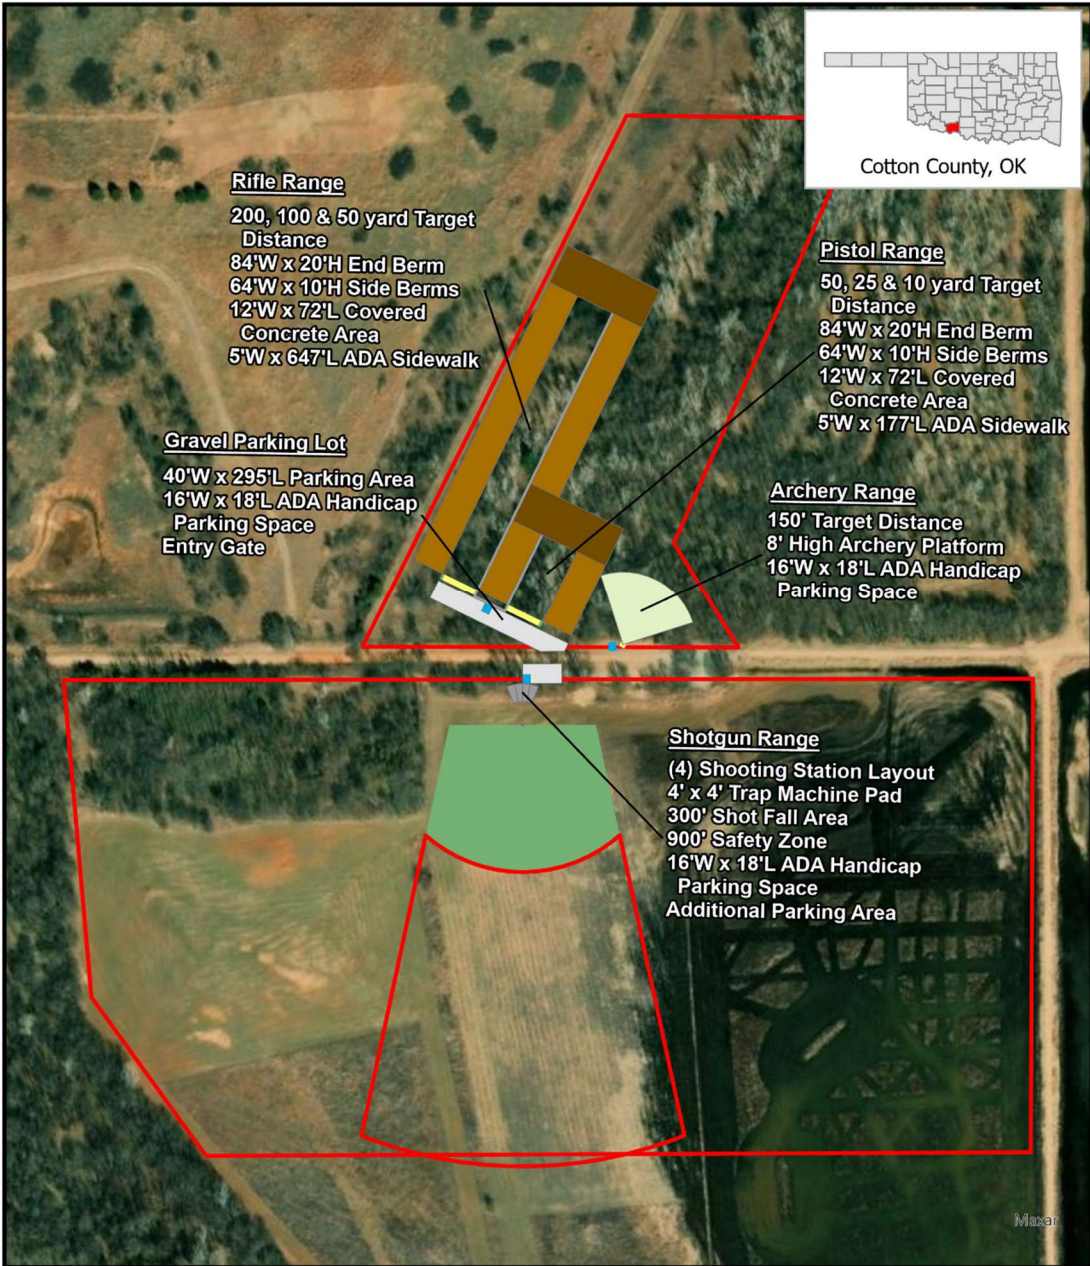 Cotton County, OK
Rifle Range
200, 100 & 50 yard Target
Distance
84'W x 20'H End Berm
64'W x 10'H Side Berms
12'W x 72'L Covered
Concrete Area
5'W x 647'L ADA Sidewalk
Pistol Range
50, 25 & 10 yard Target
Distance
84'W x 20'H End Berm
64'W x 10'H Side Berms
12'W x 72'L Covered
Concrete Area
5'W x 177'L ADA Sidewalk
Gravel Parking Lot
40'W x 295'L Parking Area
16'W x 18'L ADA Handicap
Parking Space
Entry Gate
Archery Range
150' Target Distance
8' High Archery Platform
16'W x 18'L ADA Handicap
Parking Space
Shotgun Range
(4) Shooting Station Layout
4' x 4' Trap Machine Pad
300' Shot Fall Area
900' Safety Zone
16'W x 18'L ADA Handicap
Parking Space
Additional Parking Area
Maxar